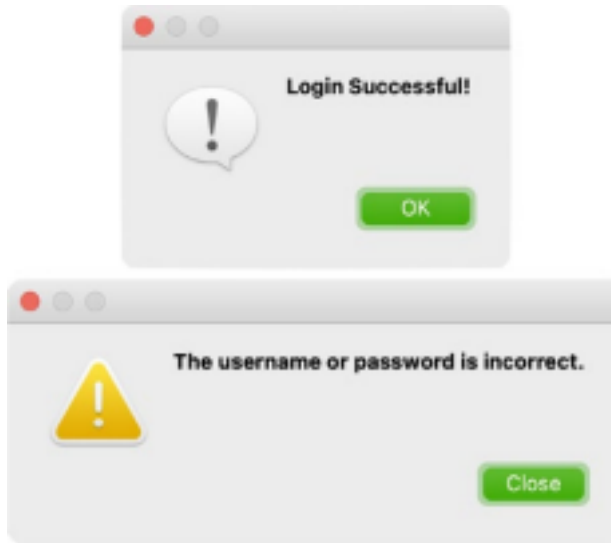 Login Successful!
OK
The username or password is incorrect.
Close